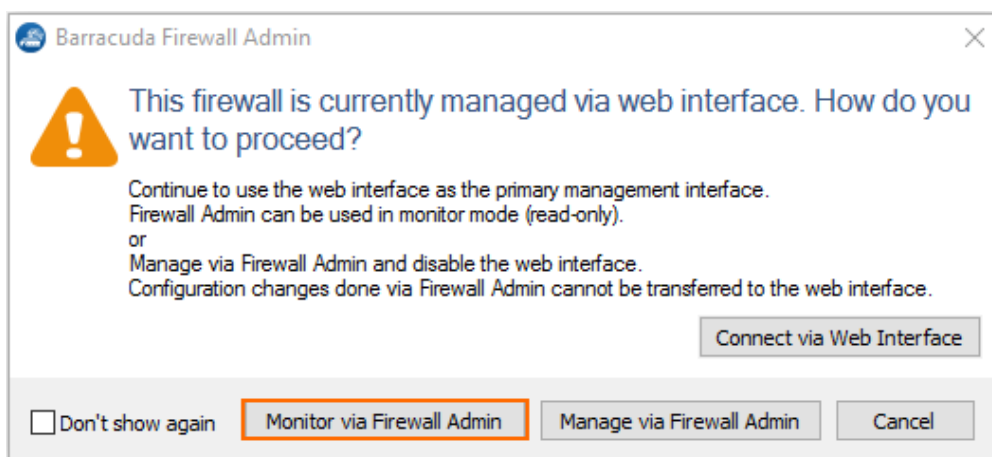 Barracuda Firewall Admin
This firewall is currently managed via web interface. How do you
want to proceed?
Continue to use the web interface as the primary management interface.
Firewall Admin can be used in monitor mode (read-only).
or
Manage via Firewall Admin and disable the web interface.
Configuration changes done via Firewall Admin cannot be transferred to the web interface.
Connect via Web Interface
Don't show again Monitor via Firewall Admin Manage via Firewall Admin Cancel